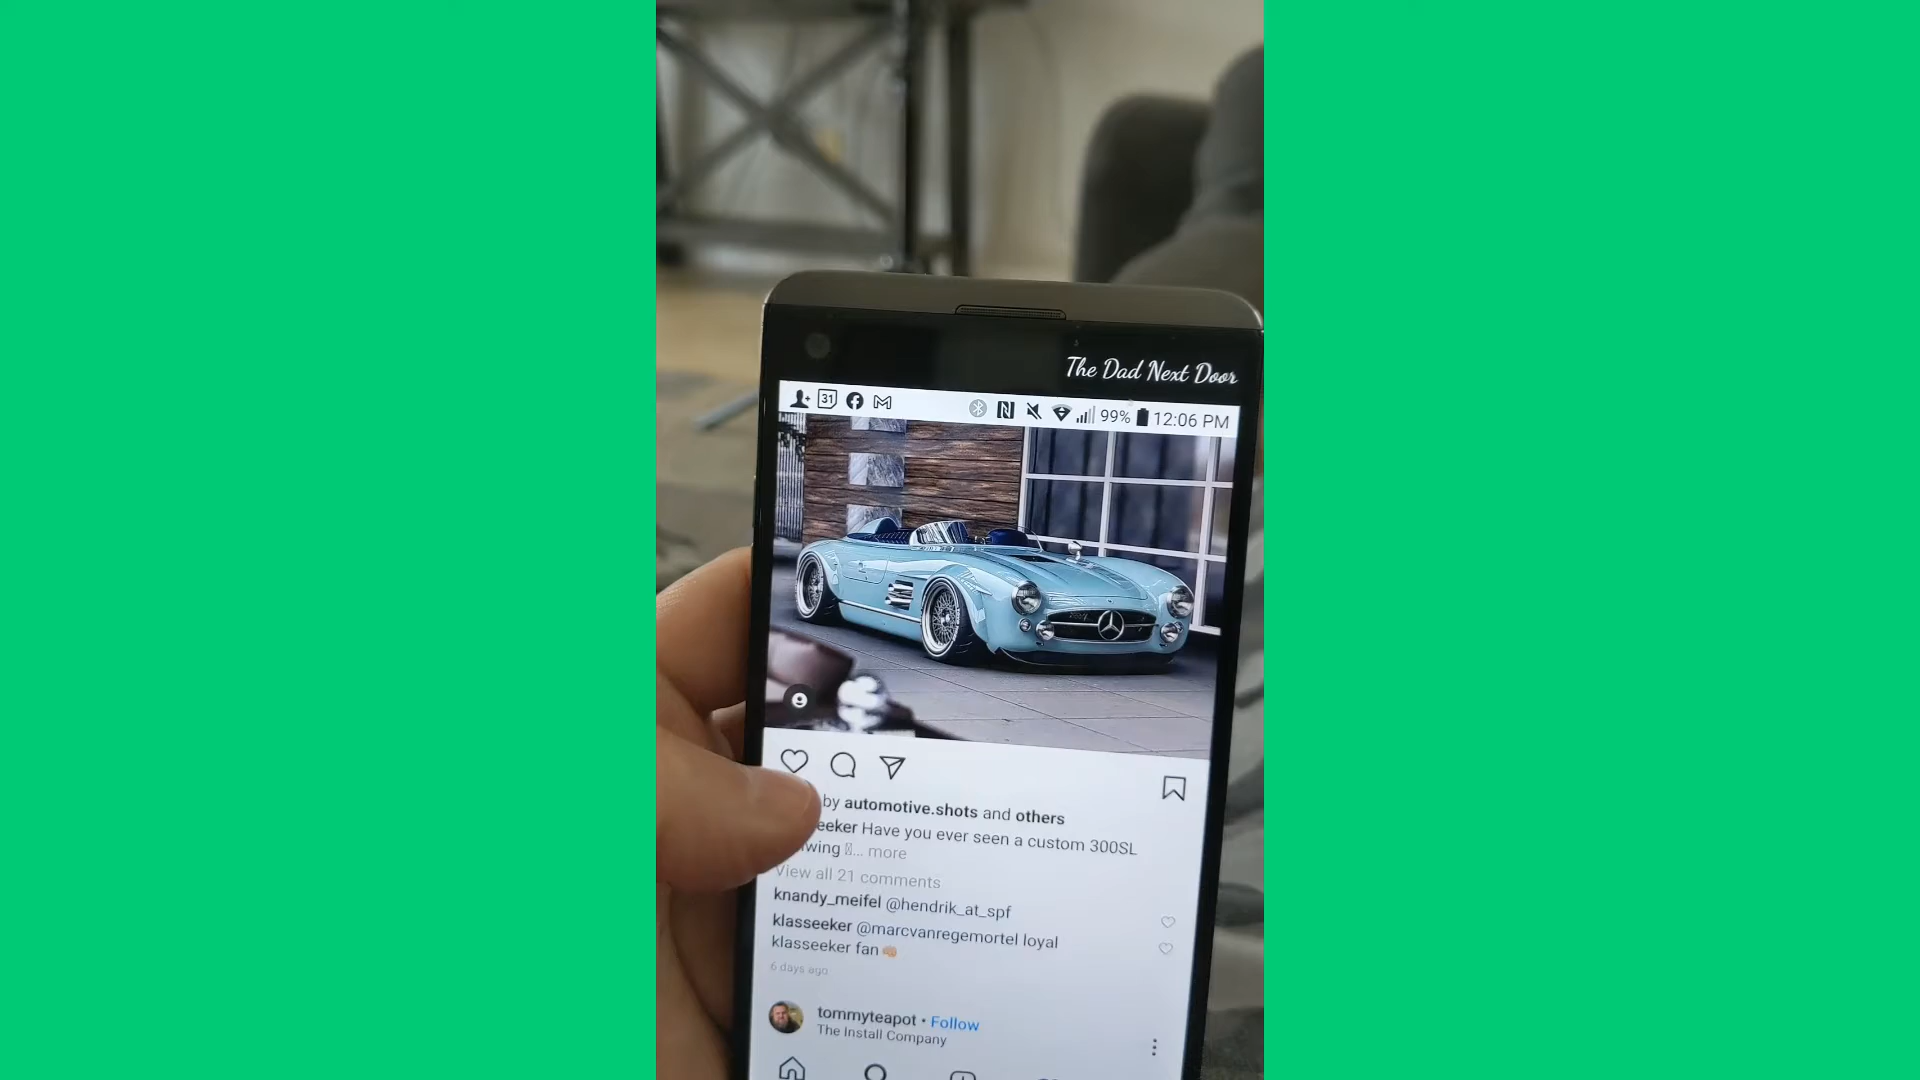 The Dad Next Door
31 99% 12:06 PM
by automotive.shots and others
eeker Have you ever seen a custom 300SL
wing ... more
View all 21 comments
knandy_meifel @hendrik_at_spf
klasseeker @marcvanregemortel loyal
klasseeker fan
6 days ago
tommyteapot • Follow
The Install Company